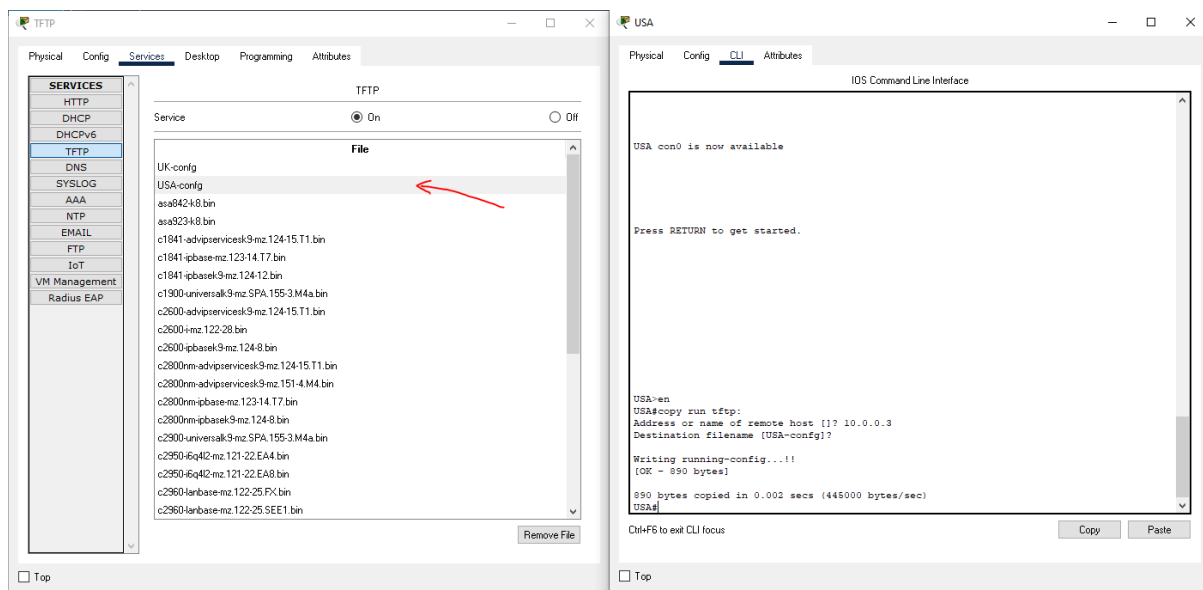 TFTP
Physical Config Services Desktop Programming Attributes
SERVICES
HTTP
DHCP
DHCPv6
TFTP
DNS
SYSLOG
AAA
NTP
EMAIL
FTP
IoT
VM Management
Radius EAP
TFTP
Service On Off
File
UK-confg
USA-confg
asa842-k8.bin
asa923-k8.bin
c1841-advipservicesk9-mz.124-15.T1.bin
c1841-ipbase-mz.123-14.T7.bin
c1841-ipbasek9-mz.124-12.bin
c1900-universalk9-mz.SPA.155-3.M4a.bin
c2600-advipservicesk9-mz.124-15.T1.bin
c2600-i-mz.122-28.bin
c2600-ipbasek9-mz.124-8.bin
c2800nm-advipservicesk9-mz.124-15.T1.bin
c2800nm-advipservicesk9-mz.151-4.M4.bin
c2800nm-ipbase-mz.123-14.T7.bin
c2800nm-ipbasek9-mz.124-8.bin
c2900-universalk9-mz.SPA.155-3.M4a.bin
c2950-i6q4l2-mz.121-22.EA4.bin
c2950-i6q4l2-mz.121-22.EA8.bin
c2960-lanbase-mz.122-25.FX.bin
c2960-lanbase-mz.122-25.SEE1.bin
Remove File
Top
USA
Physical Config CLI Attributes
IOS Command Line Interface
USA con0 is now available
Press RETURN to get started.
USA>en
USA#copy run tftp:
Address or name of remote host []? 10.0.0.3
Destination filename [USA-confg]?
Writing running-config...!!
[OK - 890 bytes]
890 bytes copied in 0.002 secs (445000 bytes/sec)
USA#
Ctrl+F6 to exit CLI focus
Copy Paste
Top